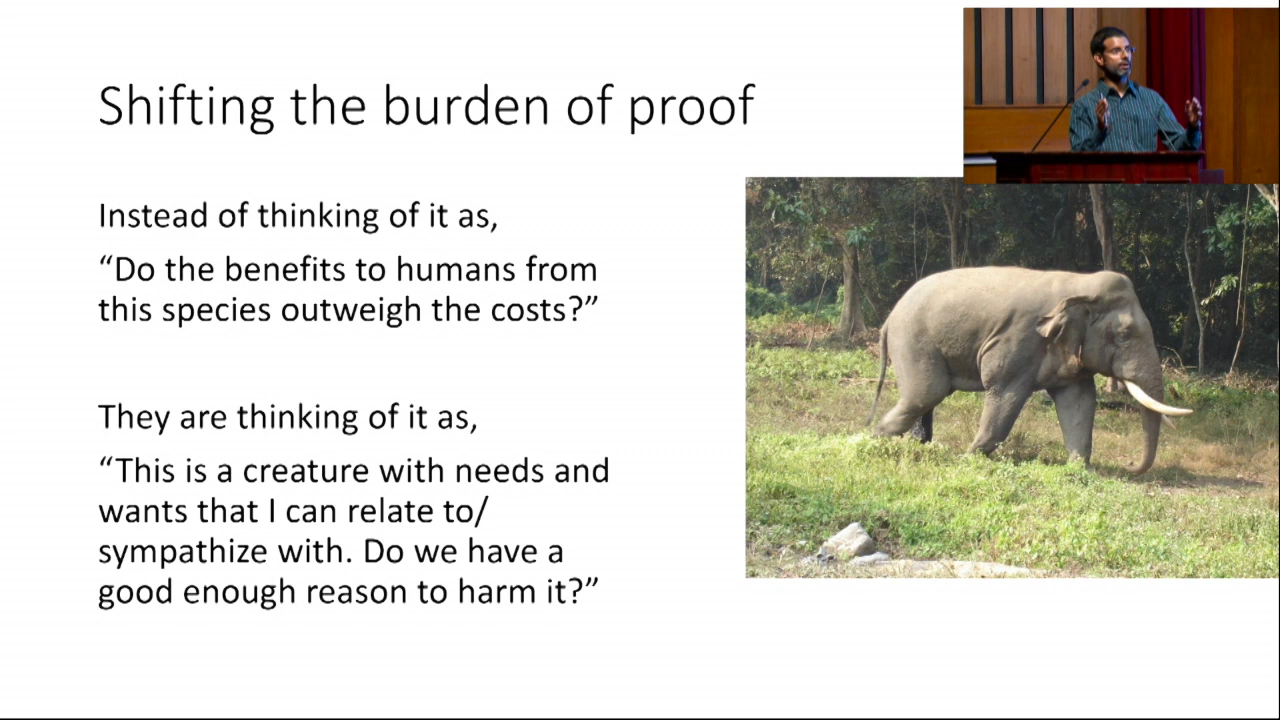 Shifting the burden of proof
Instead of thinking of it as,
“Do the benefits to humans from
this species outweigh the costs?”
They are thinking of it as,
“This is a creature with needs and
wants that I can relate to/
sympathize with. Do we have a
good enough reason to harm it?”